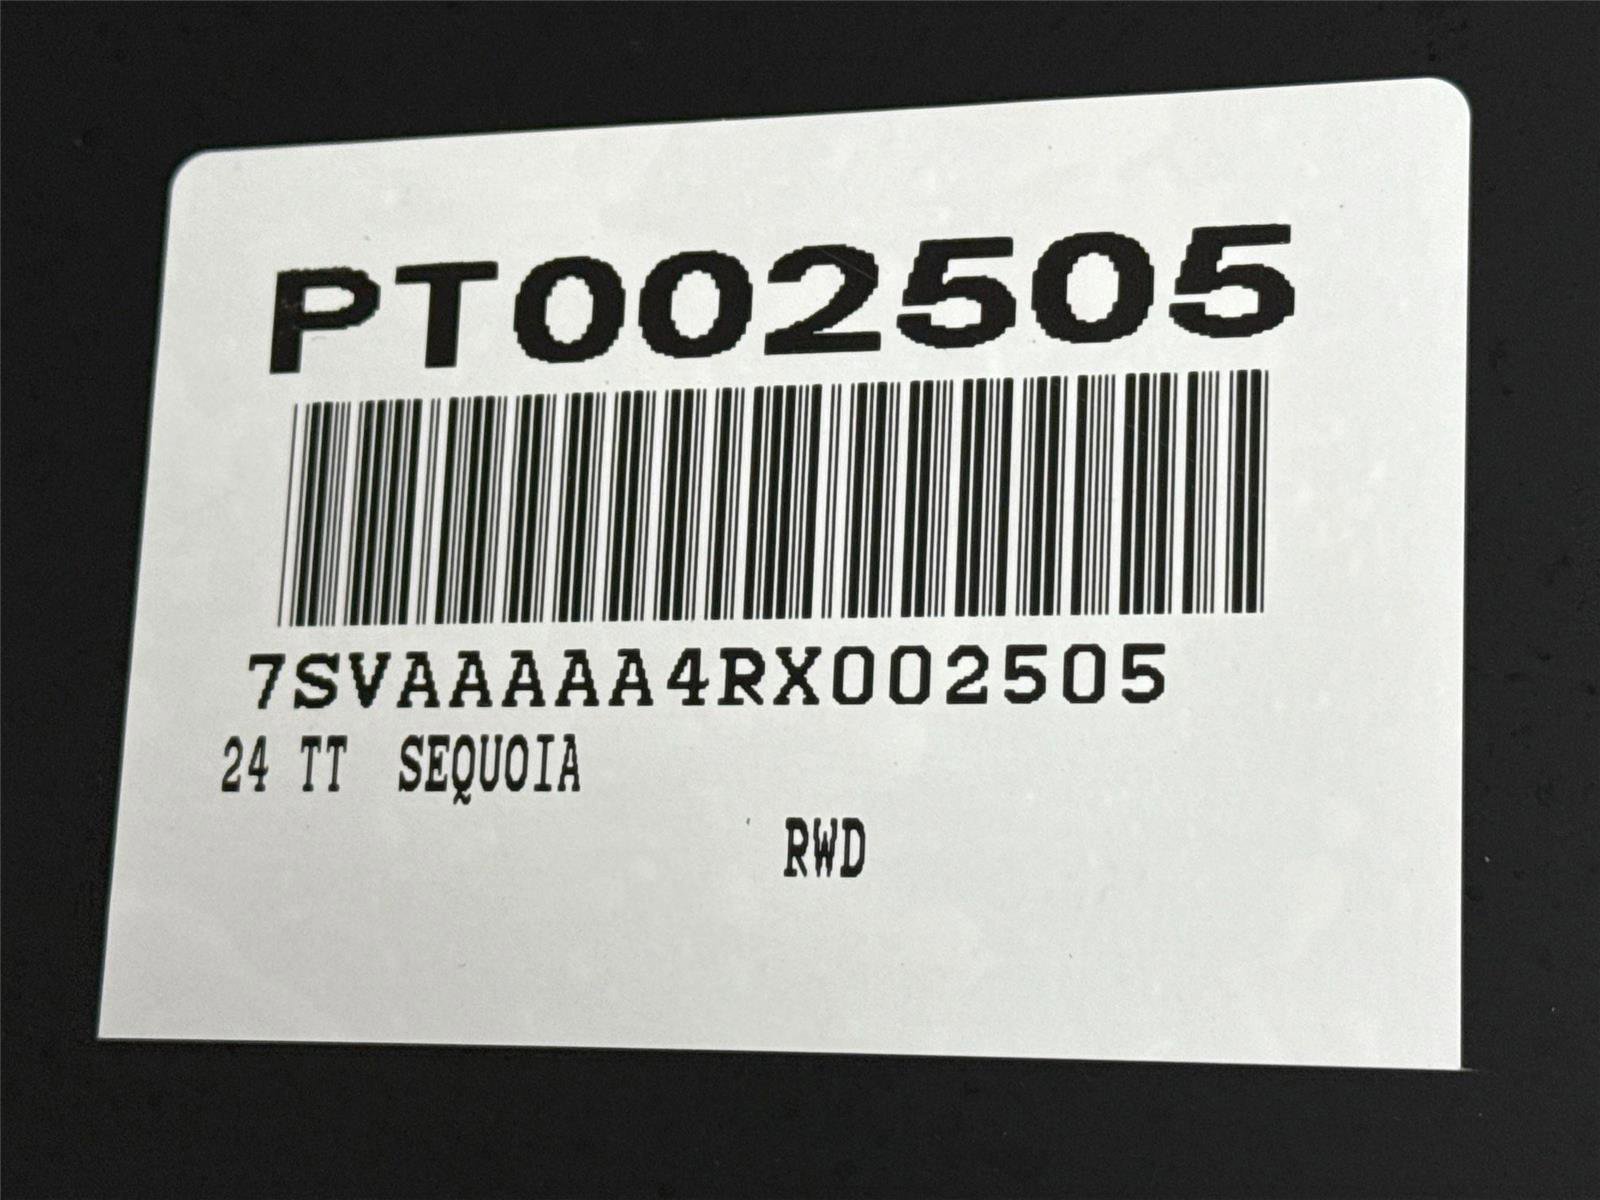 PT002505
7SVAAAAA4RX002505
24 TT SEQUOIA
RWD